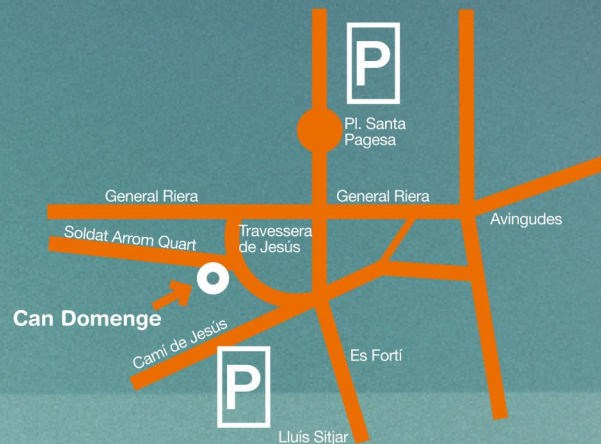 P
Pl. Santa
Pagesa
General Riera
General Riera
Avingudes
Soldat Arrom Quart
Travessera
de Jesús
Can Domenge
Camí de Jesús
Es Fortí
P
Lluís Sitjar